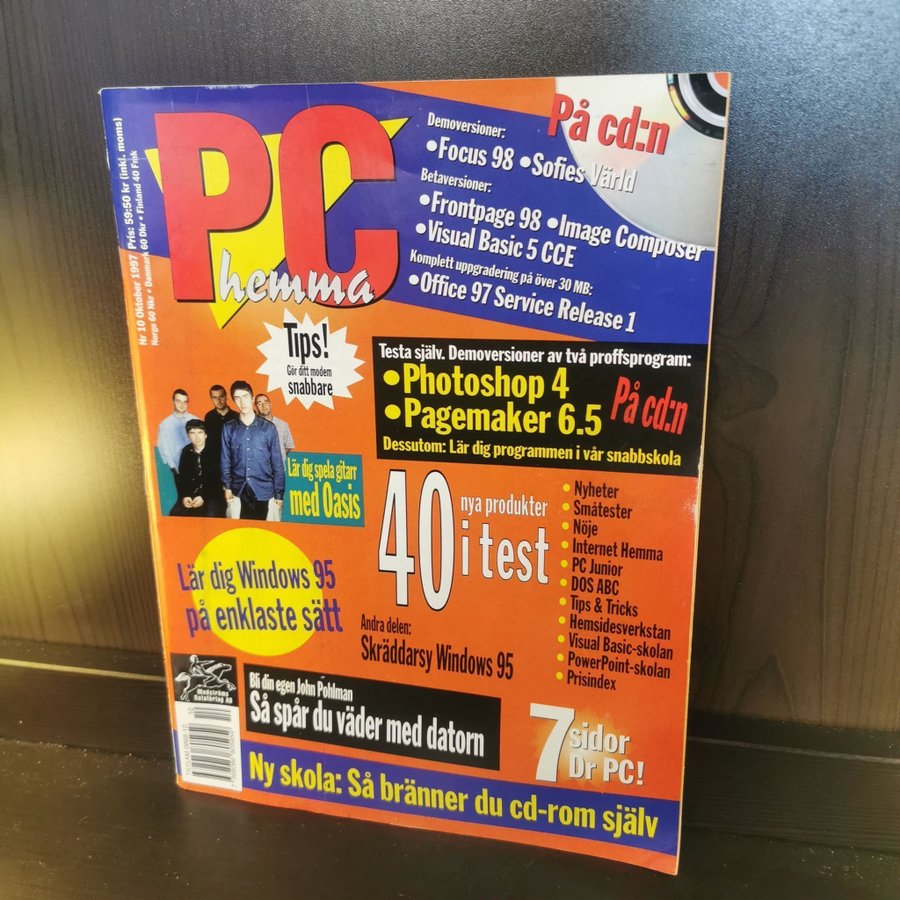 Nr 10 Oktober 1997 Pris: 59:50 kr (inkl. moms)
Norge 60 Nkr • Danmark 60 Dkr • Finland 40 Fmk
PC
hemma
På cd:n
Demoversioner:
•Focus 98 •Sofies Värld
Betaversioner:
•Frontpage 98 •Image Composer
•Visual Basic 5 CCE
Komplett uppgradering på över 30 MB:
•Office 97 Service Release 1
Tips!
Gör ditt modem
snabbare
Testa själv. Demoversioner av två proffsprogram:
•Photoshop 4
•Pagemaker 6.5
På cd:n
Dessutom: Lär dig programmen i vår snabbskola
Lär dig spela gitarr
med Oasis
40
nya produkter
i test
• Nyheter
• Småtester
• Nöje
• Internet Hemma
• PC Junior
• DOS ABC
• Tips & Tricks
• Hemsidesverkstan
• Visual Basic-skolan
• PowerPoint-skolan
• Prisindex
Lär dig Windows 95
på enklaste sätt
Andra delen:
Skräddarsy Windows 95
Medströms
Dataförlag AB
Bli din egen John Pohlman
Så spår du väder med datorn
7 sidor
Dr PC!
Ny skola: Så bränner du cd-rom själv